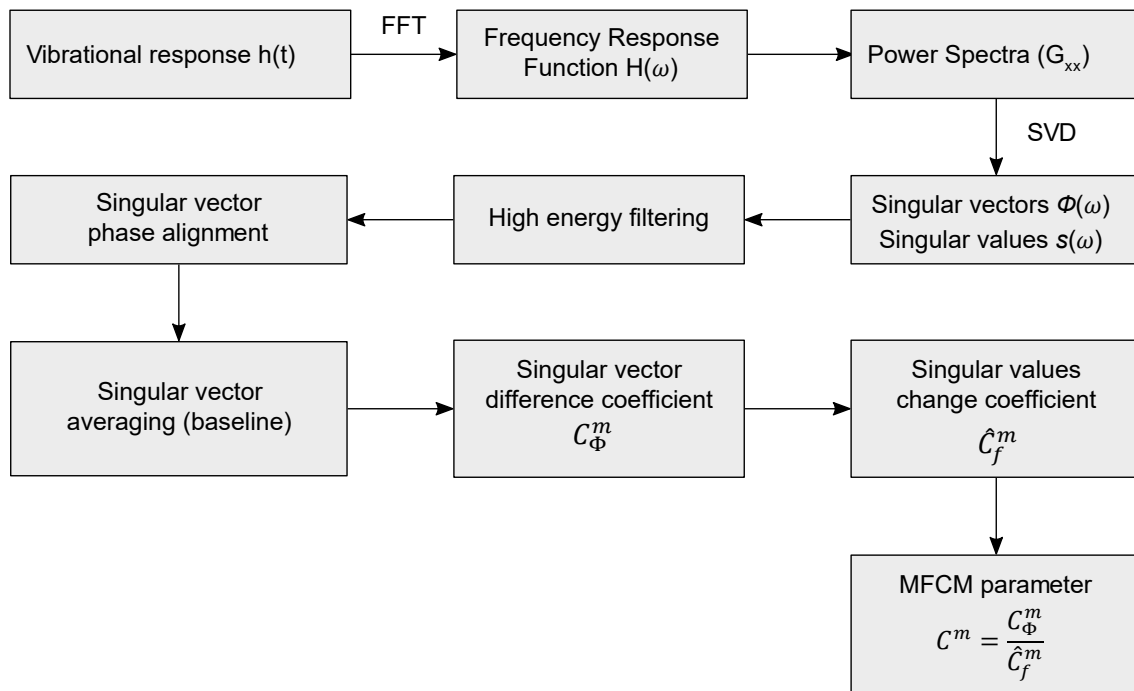 Vibrational response h(t)
FFT
Frequency Response
Function H(ω)
Power Spectra (Gxx)
SVD
Singular vectors Φ(ω)
Singular values s(ω)
High energy filtering
Singular vector
phase alignment
Singular vector
averaging (baseline)
Singular vector
difference coefficient
C_Φ^m
Singular values
change coefficient
Ĉ_f^m
MFCM parameter
C^m = C_Φ^m / Ĉ_f^m